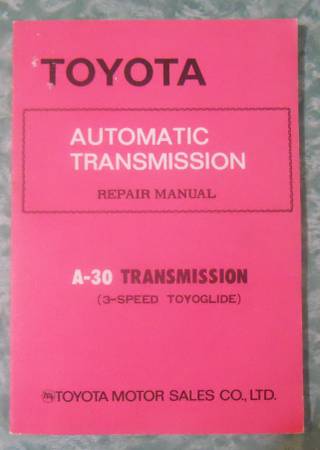 TOYOTA
AUTOMATIC
TRANSMISSION
REPAIR MANUAL
A-30 TRANSMISSION
(3-SPEED TOYOGLIDE)
TOYOTA MOTOR SALES CO., LTD.